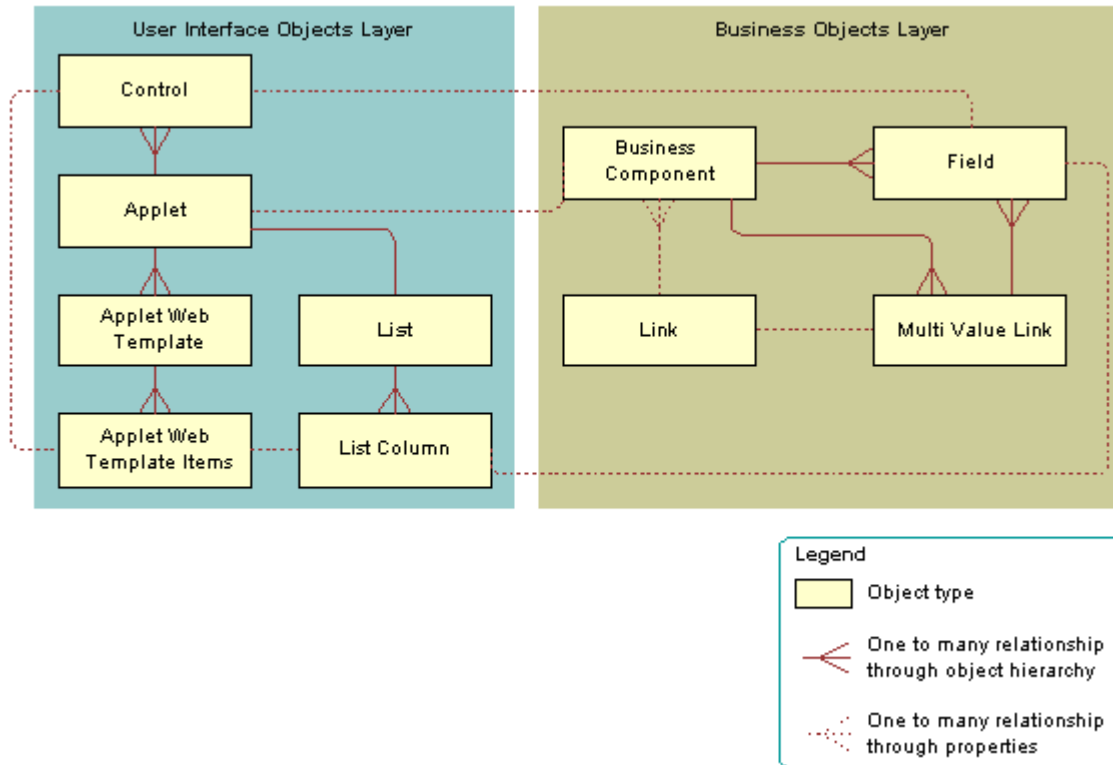 User Interface Objects Layer
Business Objects Layer
Control
Business
Component
Field
Applet
Applet Web
Template
List
Link
Multi Value Link
Applet Web
Template Items
List Column
Legend
Object type
One to many relationship
through object hierarchy
One to many relationship
through properties